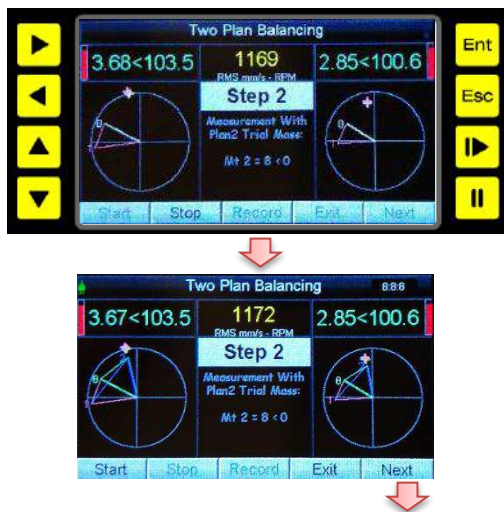 Two Plan Balancing
3.68<103.5
1169
2.85<100.6
RMS mm/s - RPM
Step 2
Measurement With
Plan2 Trial Mass:
Mt 2 = 8 < 0
Start Stop Record Exit Next
Ent
Esc
Two Plan Balancing
8:8:8
3.67<103.5
1172
2.85<100.6
RMS mm/s - RPM
Step 2
Measurement With
Plan2 Trial Mass:
Mt 2 = 8 < 0
Start Stop Record Exit Next